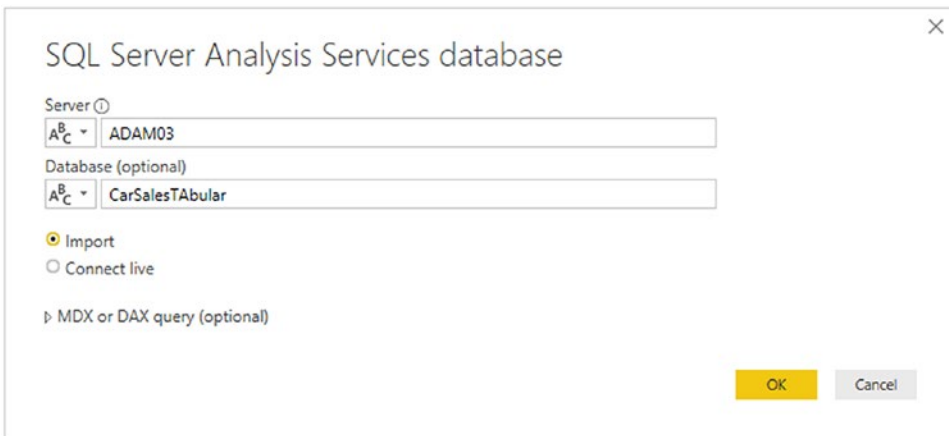 SQL Server Analysis Services database
Server
ABC ADAM03
Database (optional)
ABC CarSalesTAbular
Import
Connect live
MDX or DAX query (optional)
OK Cancel